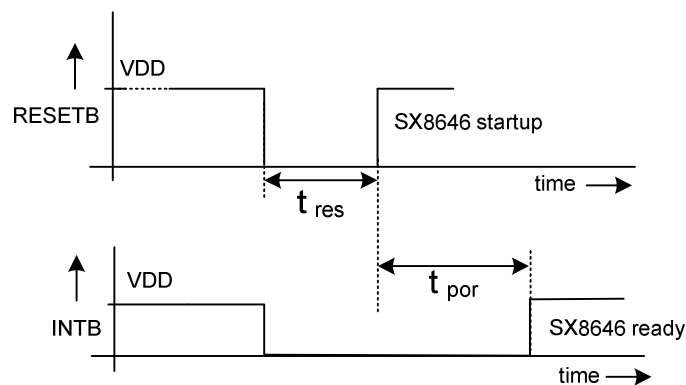 VDD
RESETB
SX8646 startup
time
t res
VDD
t por
INTB
SX8646 ready
time